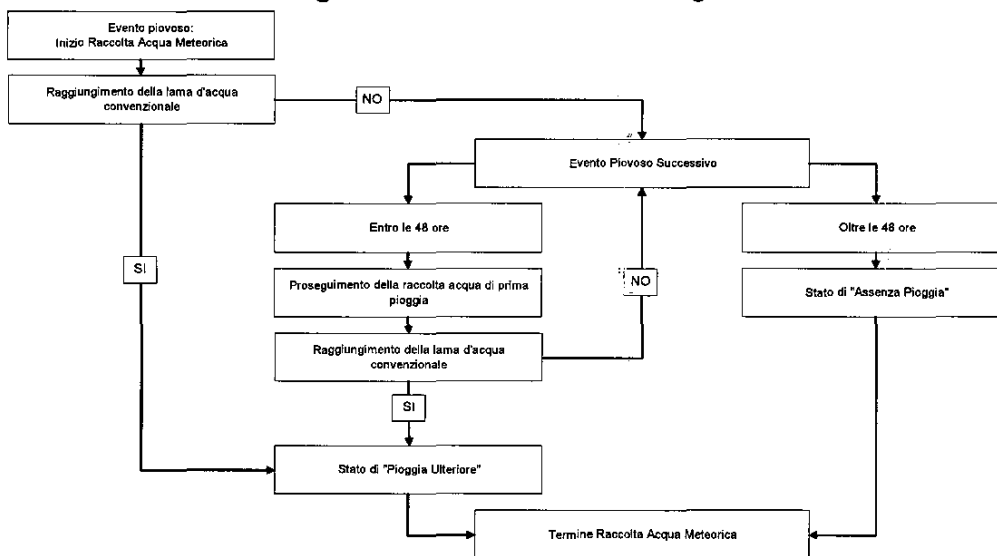 Evento piovoso:
Inizio Raccolta Acqua Meteorica
Raggiungimento della lama d'acqua
convenzionale
NO
Evento Piovoso Successivo
Entro le 48 ore
Oltre le 48 ore
SI
Proseguimento della raccolta acqua di prima
pioggia
NO
Stato di "Assenza Pioggia"
Raggiungimento della lama d'acqua
convenzionale
SI
Stato di "Pioggia Ulteriore"
Termine Raccolta Acqua Meteorica